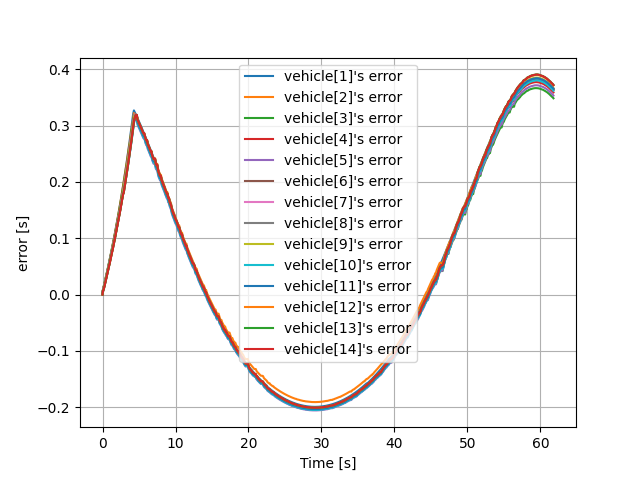 0.4
0.3
0.2
0.1
0.0
−0.1
−0.2
error [s]
vehicle[1]'s error
vehicle[2]'s error
vehicle[3]'s error
vehicle[4]'s error
vehicle[5]'s error
vehicle[6]'s error
vehicle[7]'s error
vehicle[8]'s error
vehicle[9]'s error
vehicle[10]'s error
vehicle[11]'s error
vehicle[12]'s error
vehicle[13]'s error
vehicle[14]'s error
0 10 20 30 40 50 60
Time [s]